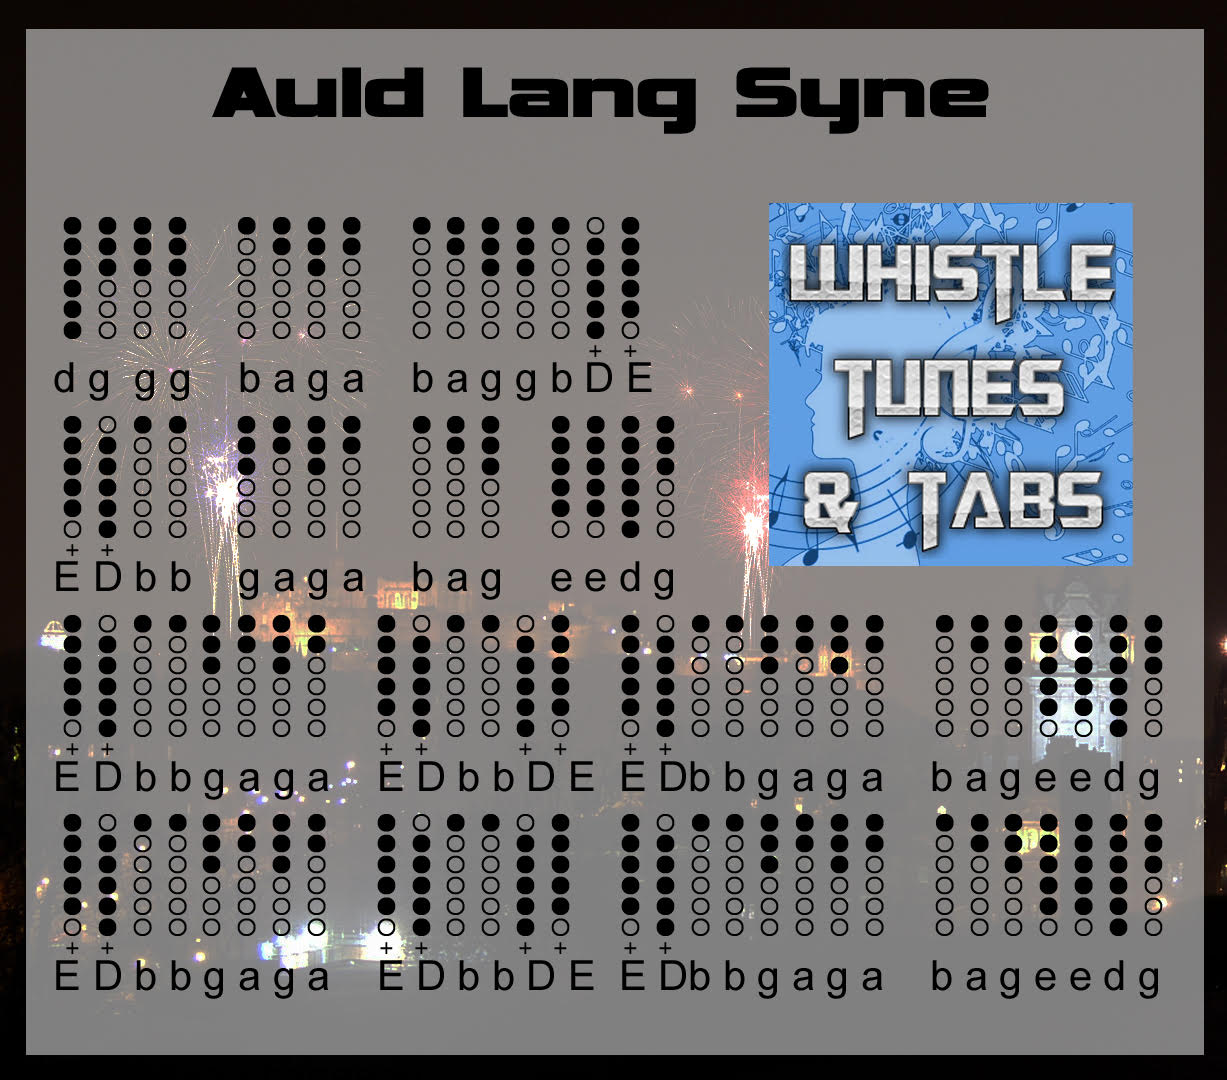 Auld Lang Syne
WHISTLE
TUNES
& TABS
+ +
d g g g b a g a b a g g b D E
+ +
E D b b g a g a b a g e e d g
+ + + + + + + +
E D b b g a g a E D b b D E E D b b g a g a b a g e e d g
+ + + + + + + +
E D b b g a g a E D b b D E E D b b g a g a b a g e e d g